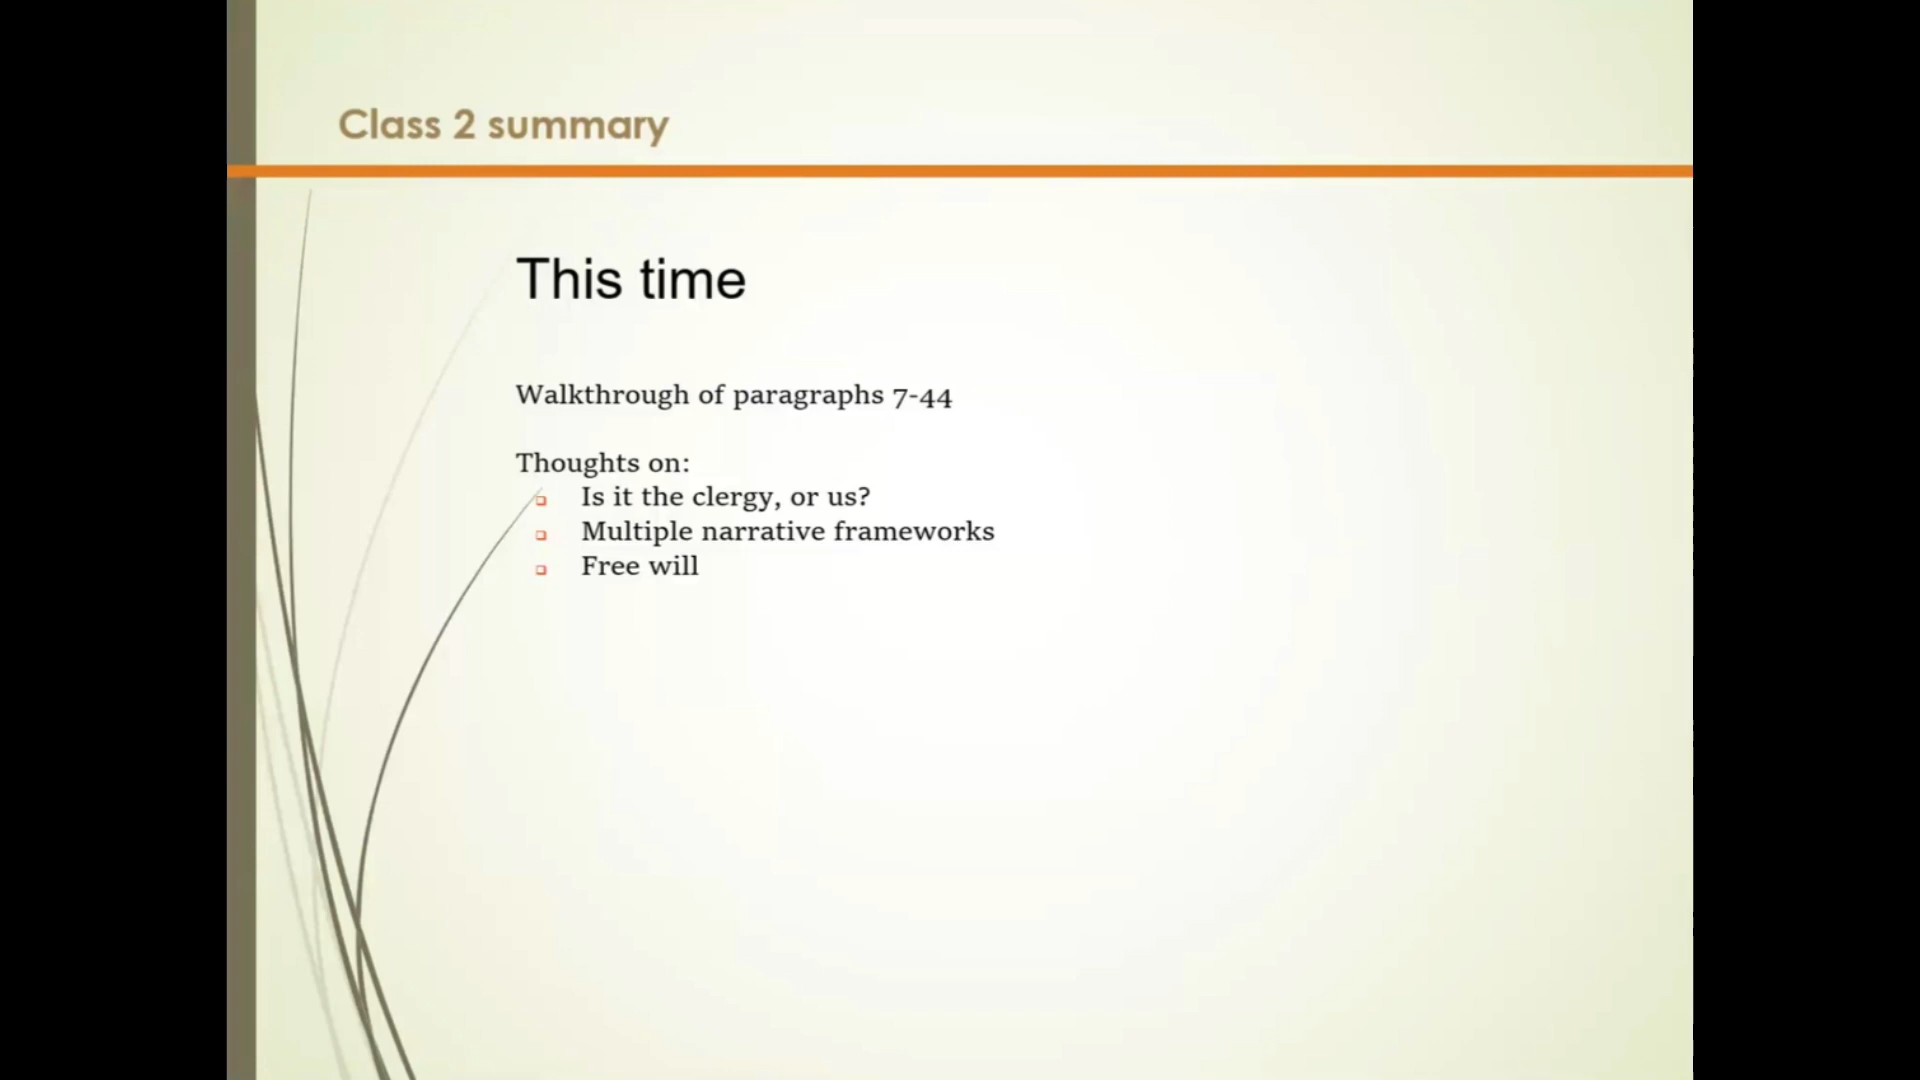 Class 2 summary
This time
Walkthrough of paragraphs 7-44
Thoughts on:
Is it the clergy, or us?
Multiple narrative frameworks
Free will